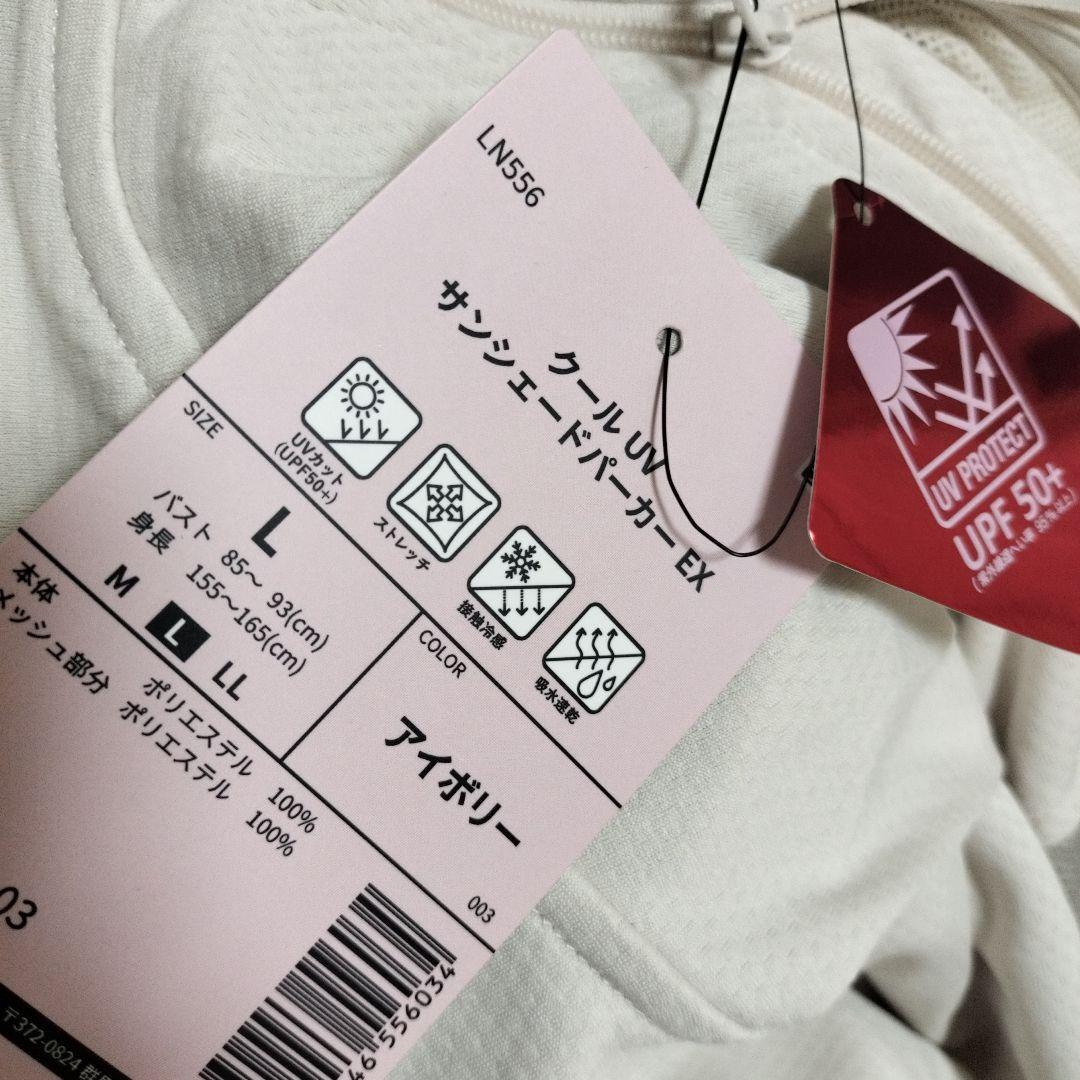 LN556
クール UV
サンシェードパーカー EX
UVカット
(UPF50+)
ストレッチ
接触冷感
吸水速乾
SIZE
L
バスト 85～ 93(cm)
身長 155～165(cm)
M L LL
COLOR
アイボリー
003
本体 ポリエステル 100%
メッシュ部分 ポリエステル 100%
03
46 556034
〒372-0824
UV PROTECT
UPF 50+